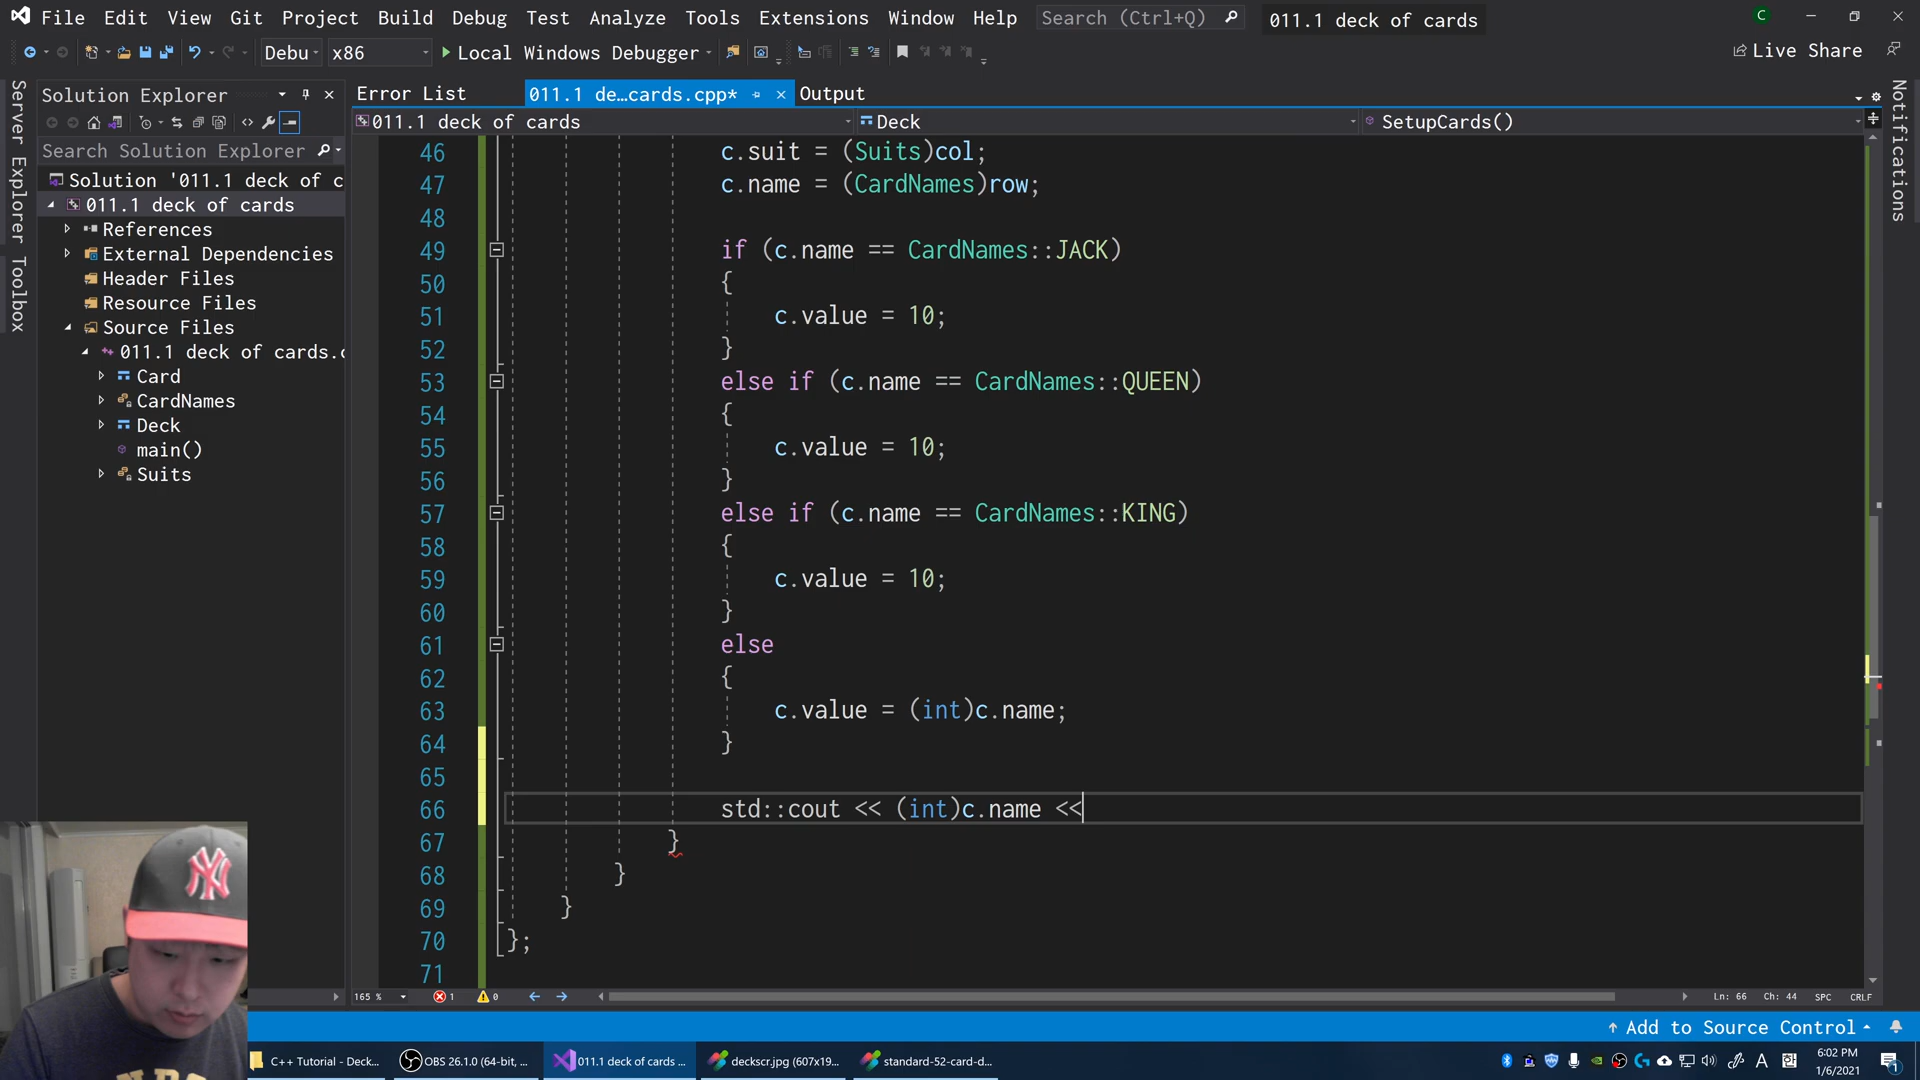 File Edit View Git Project Build Debug Test Analyze Tools Extensions Window Help Search (Ctrl+Q) 011.1 deck of cards
Debu x86 Local Windows Debugger Live Share
Server Explorer Toolbox
Solution Explorer
Search Solution Explorer
Solution '011.1 deck of c
011.1 deck of cards
References
External Dependencies
Header Files
Resource Files
Source Files
011.1 deck of cards.c
Card
CardNames
Deck
main()
Suits
Error List 011.1 de...cards.cpp* Output
011.1 deck of cards Deck SetupCards()
46 c.suit = (Suits)col;
47 c.name = (CardNames)row;
48
49 if (c.name == CardNames::JACK)
50 {
51 c.value = 10;
52 }
53 else if (c.name == CardNames::QUEEN)
54 {
55 c.value = 10;
56 }
57 else if (c.name == CardNames::KING)
58 {
59 c.value = 10;
60 }
61 else
62 {
63 c.value = (int)c.name;
64 }
65
66 std::cout << (int)c.name <<
67 }
68 }
69 }
70 };
71
Notifications
165 % 1 0 Ln: 66 Ch: 44 SPC CRLF
Add to Source Control
C++ Tutorial - Deck... OBS 26.1.0 (64-bit, ... 011.1 deck of cards ... deckscr.jpg (607x19... standard-52-card-d... A 한 6:02 PM
1/6/2021
1
C
NY